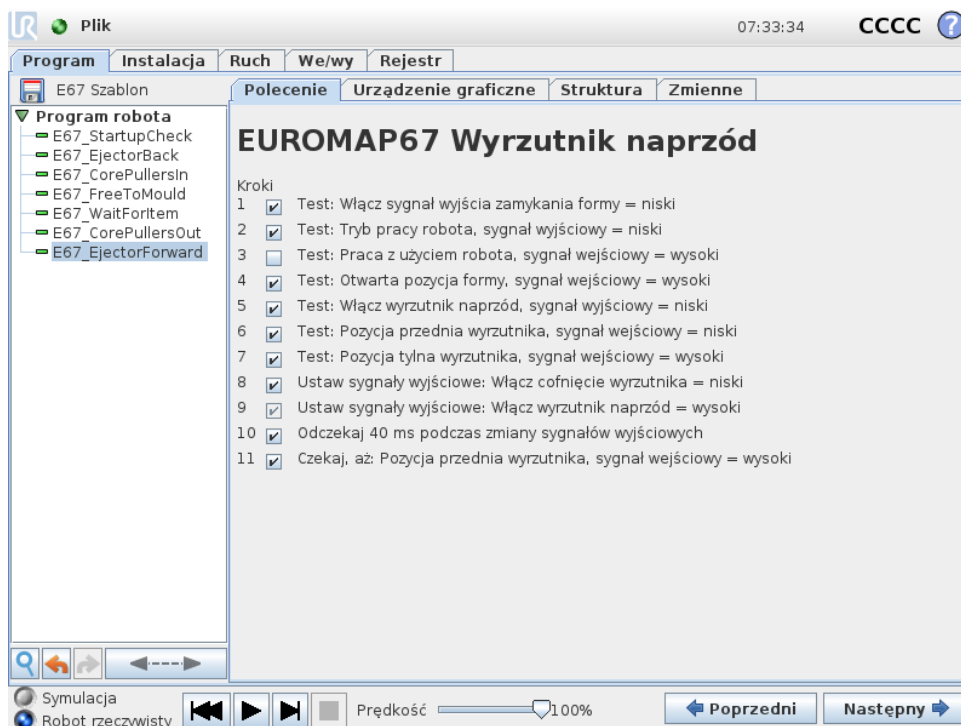 UR Plik 07:33:34 CCCC ?
Program Instalacja Ruch We/wy Rejestr
E67 Szablon
Polecenie Urządzenie graficzne Struktura Zmienne
Program robota
E67_StartupCheck
E67_EjectorBack
E67_CorePullersIn
E67_FreeToMould
E67_WaitForItem
E67_CorePullersOut
E67_EjectorForward
EUROMAP67 Wyrzutnik naprzód
Kroki
1 Test: Włącz sygnał wyjścia zamykania formy = niski
2 Test: Tryb pracy robota, sygnał wyjściowy = niski
3 Test: Praca z użyciem robota, sygnał wejściowy = wysoki
4 Test: Otwarta pozycja formy, sygnał wejściowy = wysoki
5 Test: Włącz wyrzutnik naprzód, sygnał wyjściowy = niski
6 Test: Pozycja przednia wyrzutnika, sygnał wejściowy = niski
7 Test: Pozycja tylna wyrzutnika, sygnał wejściowy = wysoki
8 Ustaw sygnały wyjściowe: Włącz cofnięcie wyrzutnika = niski
9 Ustaw sygnały wyjściowe: Włącz wyrzutnik naprzód = wysoki
10 Odczekaj 40 ms podczas zmiany sygnałów wyjściowych
11 Czekaj, aż: Pozycja przednia wyrzutnika, sygnał wejściowy = wysoki
Symulacja
Robot rzeczywisty
Prędkość 100%
Poprzedni
Następny